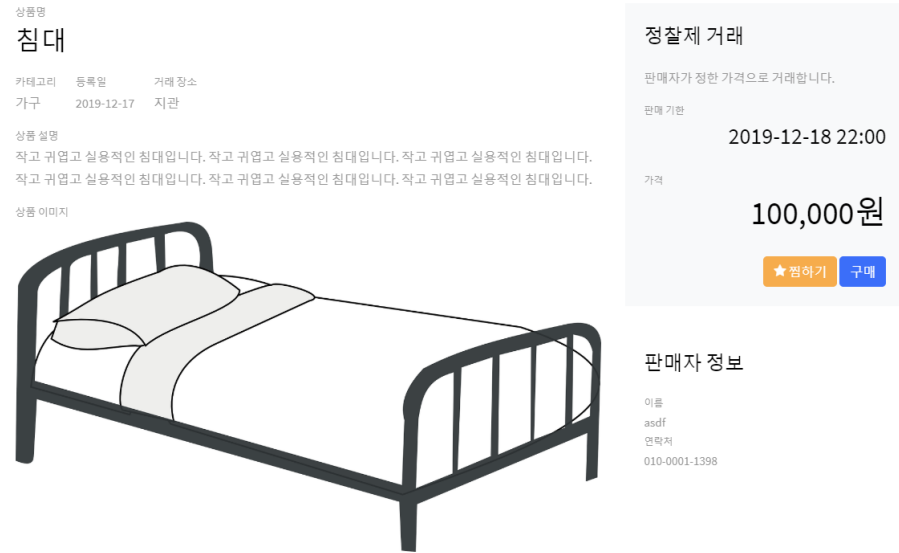 상품명
침대
카테고리 등록일 거래 장소
가구 2019-12-17 지관
상품 설명
작고 귀엽고 실용적인 침대입니다. 작고 귀엽고 실용적인 침대입니다. 작고 귀엽고 실용적인 침대입니다.
작고 귀엽고 실용적인 침대입니다. 작고 귀엽고 실용적인 침대입니다. 작고 귀엽고 실용적인 침대입니다.
상품 이미지
정찰제 거래
판매자가 정한 가격으로 거래합니다.
판매 기한
2019-12-18 22:00
가격
100,000원
★ 찜하기 구매
판매자 정보
이름
asdf
연락처
010-0001-1398